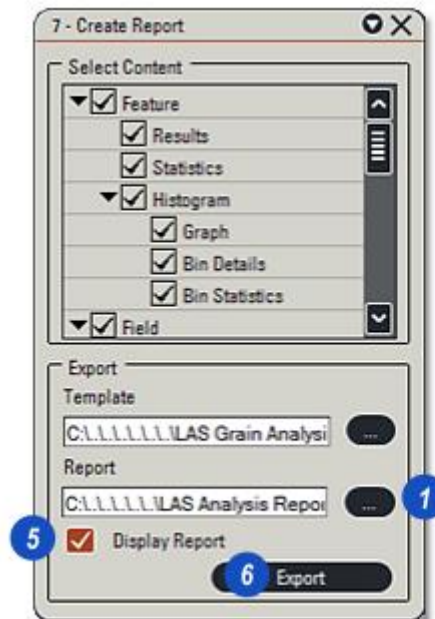 7 - Create Report
Select Content
Feature
Results
Statistics
Histogram
Graph
Bin Details
Bin Statistics
Field
Export
Template
C:\..\..\..\..\..\..\LAS Grain Analysi
...
Report
C:\..\..\..\..\..\LAS Analysis Repor
... 1
5 Display Report
6 Export